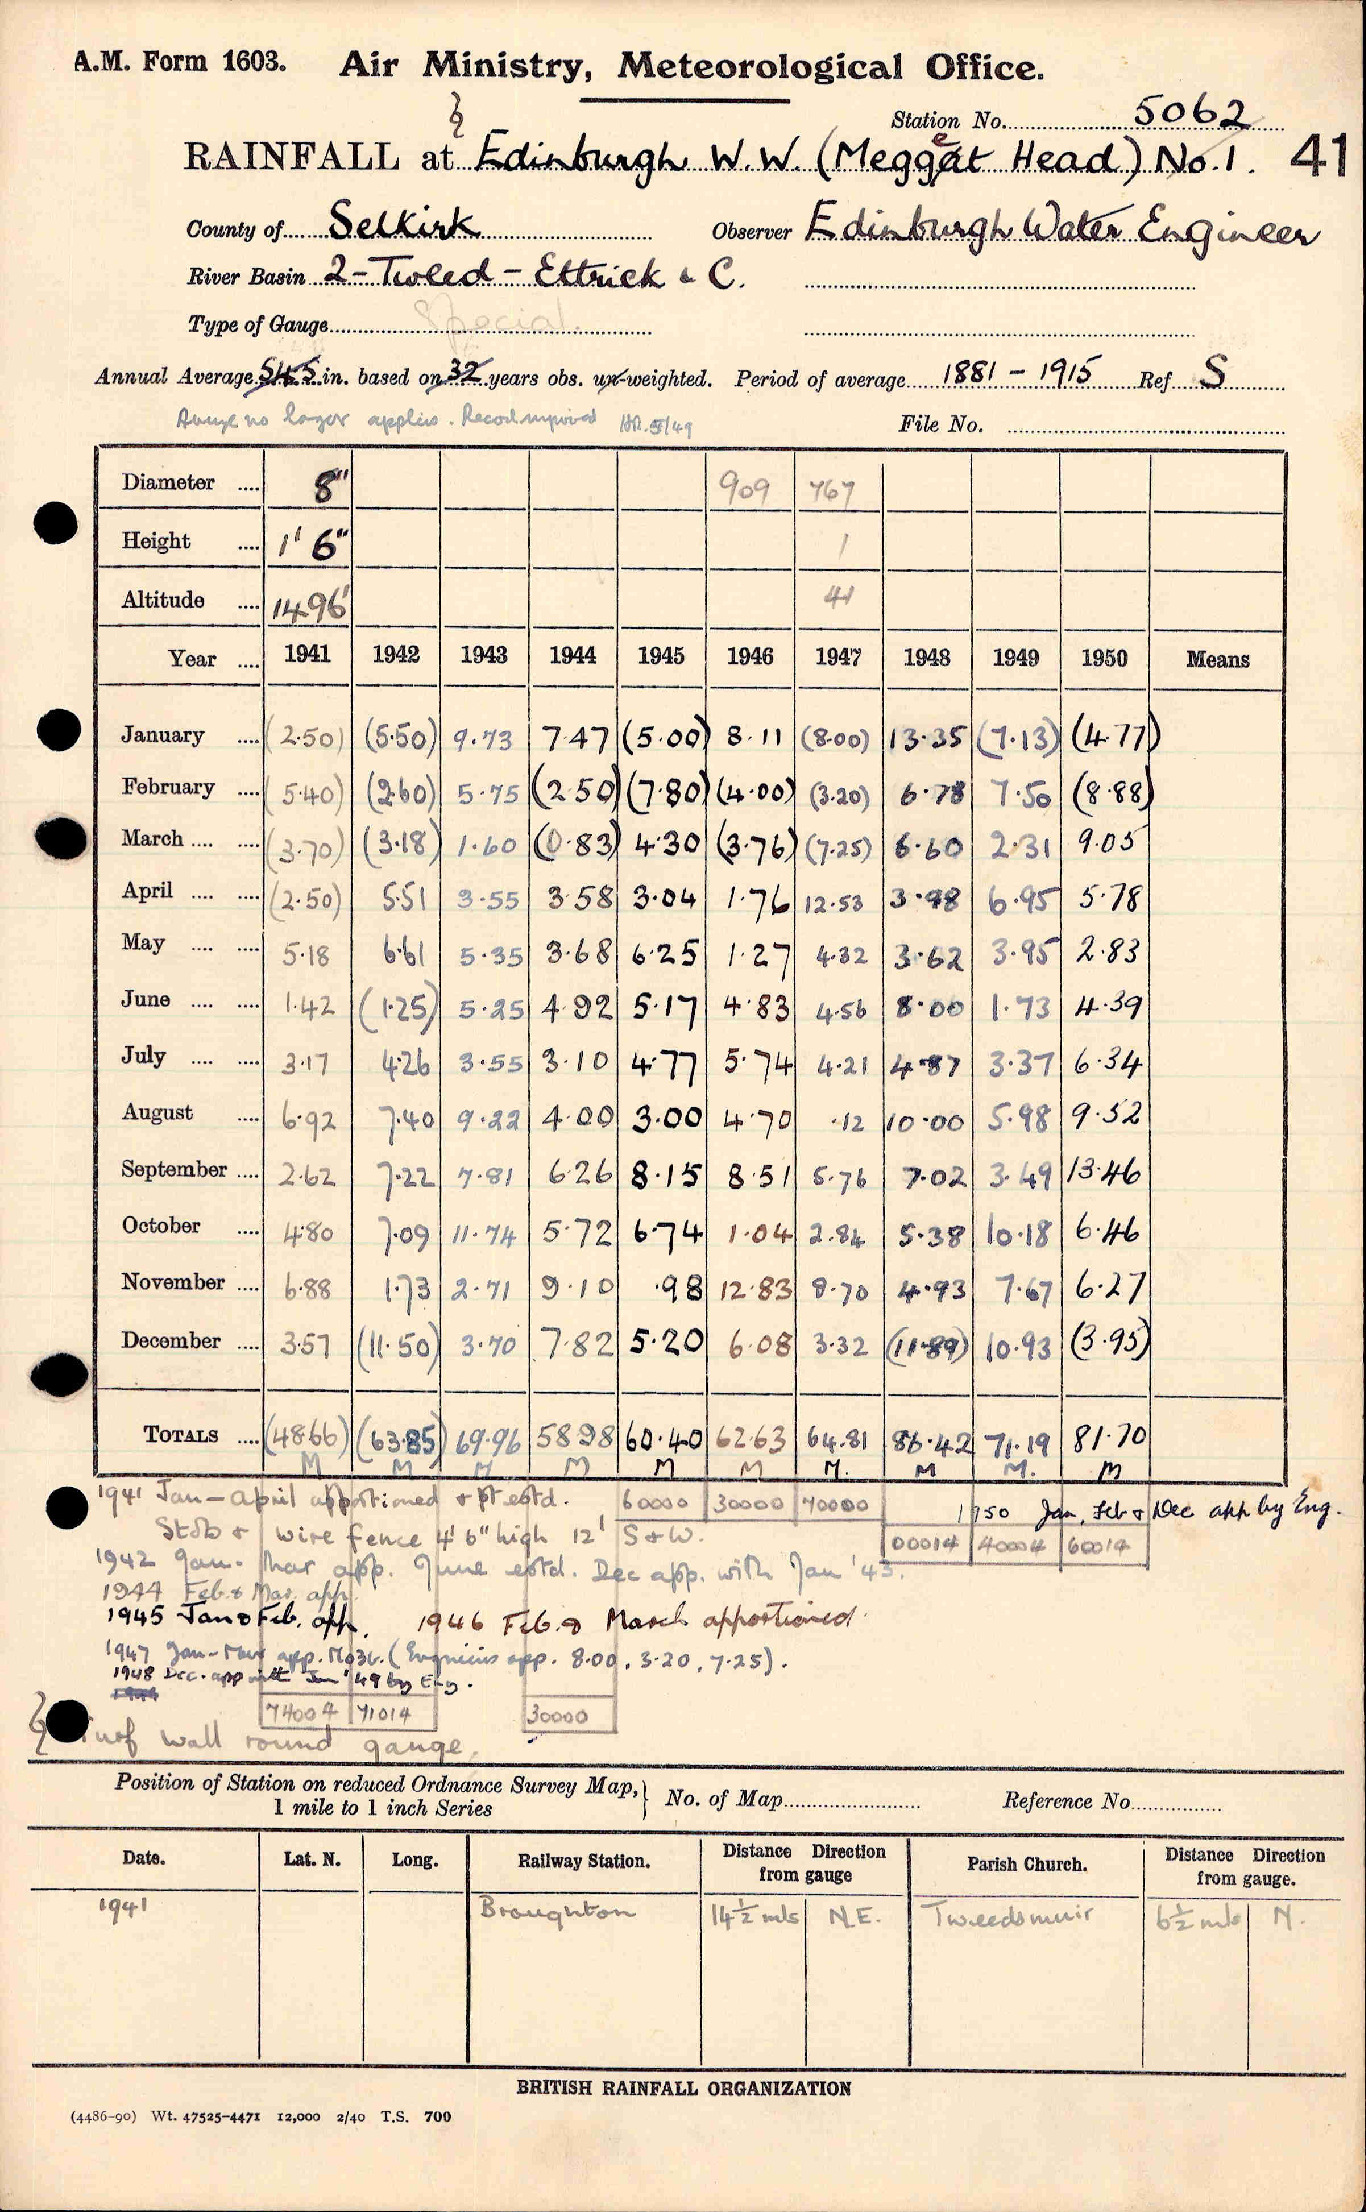 A.M. Form 1603. Air Ministry, Meteorological Office.
Station No. 5062
RAINFALL at Edinburgh W.W. (Megget Head) No.1. 41
County of Selkirk Observer Edinburgh Water Engineer
River Basin 2 - Tweed - Ettrick & C.
Type of Gauge Special.
Annual Average 54.5 in. based on 32 years obs. un-weighted. Period of average 1881 - 1915 Ref. S
no longer applies. Record 5/49 File No.
Diameter .... 8" 909 767
Height .... 1' 6" 1
Altitude .... 1496' 41
Year .... 1941 1942 1943 1944 1945 1946 1947 1948 1949 1950 Means
January .... (2.50) (5.50) 9.73 7.47 (5.00) 8.11 (8.00) 13.35 (7.13) (4.77)
February .... (5.40) (2.60) 5.75 (2.50) (7.80) (4.00) (3.20) 6.78 7.50 (8.88)
March .... .... (3.70) (3.18) 1.60 (0.83) 4.30 (3.76) (7.25) 6.60 2.31 9.05
April .... .... (2.50) 5.51 3.55 3.58 3.04 1.76 12.53 3.98 6.95 5.78
May .... .... 5.18 6.61 5.35 3.68 6.25 1.27 4.32 3.62 3.95 2.83
June .... .... 1.42 (1.25) 5.25 4.92 5.17 4.83 4.56 8.00 1.73 4.39
July .... .... 3.17 4.26 3.55 3.10 4.77 5.74 4.21 4.87 3.37 6.34
August .... 6.92 7.40 9.22 4.00 3.00 4.70 .12 10.00 5.98 9.52
September .... 2.62 7.22 7.81 6.26 8.15 8.51 5.76 7.02 3.49 13.46
October .... 4.80 7.09 11.74 5.72 6.74 1.04 2.84 5.38 10.18 6.46
November .... 6.88 1.73 2.71 9.10 .98 12.83 8.70 4.93 7.67 6.27
December .... 3.57 (11.50) 3.70 7.82 5.20 6.08 3.32 (11.89) 10.93 (3.95)
TOTALS .... (48.66) (63.85) 69.96 58.98 60.40 62.63 64.81 86.42 71.19 81.70
M M M M M M M. M M. M
1941 Jan - April apportioned & pt estd. 60000 30000 70000 1950 Jan, Feb & Dec app by Eng.
Stob & wire fence 4' 6" high 12' S & W. 00014 40004 60014
1942 Jan - Mar app. June estd. Dec app. with Jan '43.
1944 Feb. & Mar. app.
1945 Jan & Feb. app. 1946 Feb. & March apportioned
1947 Jan - Mar app. (Engineers app. 8.00, 3.20, 7.25).
1948 Dec. app with Jan '49 by Eng.
1949
74004 71014 30000
Turf wall round gauge.
Position of Station on reduced Ordnance Survey Map, } No. of Map Reference No.
1 mile to 1 inch Series
Date. Lat. N. Long. Railway Station. Distance Direction from gauge Parish Church. Distance Direction from gauge.
1941 Broughton 14½ mls N.E. Tweedsmuir 6½ mls N.
BRITISH RAINFALL ORGANIZATION
(4486-90) Wt. 47525-4471 12,000 2/40 T.S. 700